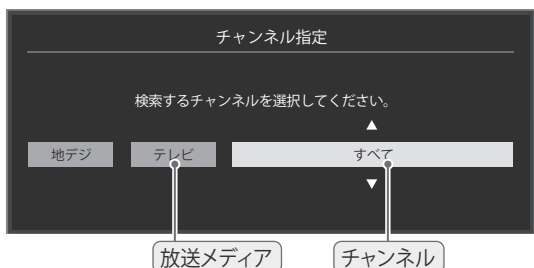 チャンネル指定
検索するチャンネルを選択してください。
▲
地デジ テレビ すべて
▼
放送メディア チャンネル